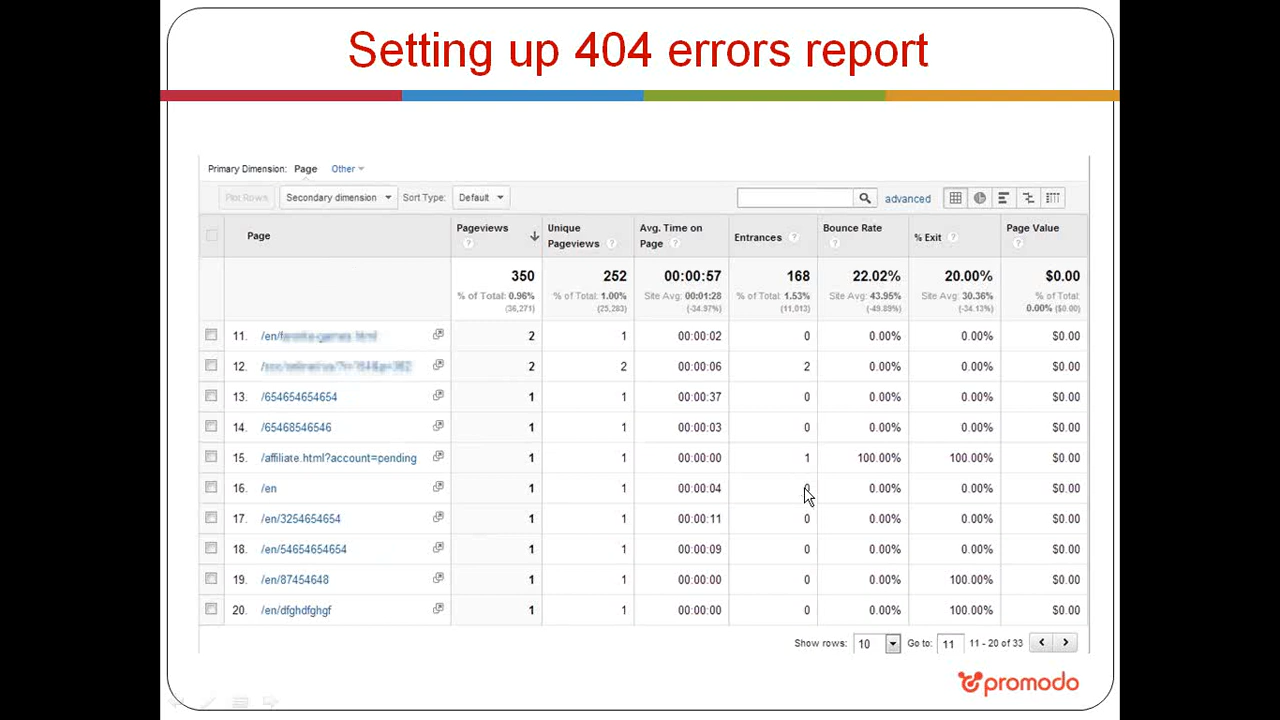 Setting up 404 errors report
Primary Dimension: Page Other
Plot Rows Secondary dimension Sort Type: Default advanced
Page Pageviews ? Unique Pageviews ? Avg. Time on Page ? Entrances ? Bounce Rate ? % Exit ? Page Value ?
350 252 00:00:57 168 22.02% 20.00% $0.00
% of Total: 0.96% % of Total: 1.00% Site Avg: 00:01:28 % of Total: 1.53% Site Avg: 43.95% Site Avg: 30.36% % of Total:
(36,271) (25,283) (-34.97%) (11,013) (-49.89%) (-34.13%) 0.00% ($0.00)
11. /en/ 2 1 00:00:02 0 0.00% 0.00% $0.00
12. / 2 2 00:00:06 2 0.00% 0.00% $0.00
13. /654654654654 1 1 00:00:37 0 0.00% 0.00% $0.00
14. /65468546546 1 1 00:00:03 0 0.00% 0.00% $0.00
15. /affiliate.html?account=pending 1 1 00:00:00 1 100.00% 100.00% $0.00
16. /en 1 1 00:00:04 0 0.00% 0.00% $0.00
17. /en/3254654654 1 1 00:00:11 0 0.00% 0.00% $0.00
18. /en/54654654654 1 1 00:00:09 0 0.00% 0.00% $0.00
19. /en/87454648 1 1 00:00:00 0 0.00% 100.00% $0.00
20. /en/dfghdfghgf 1 1 00:00:00 0 0.00% 100.00% $0.00
Show rows: 10 Go to: 11 11 - 20 of 33
promodo